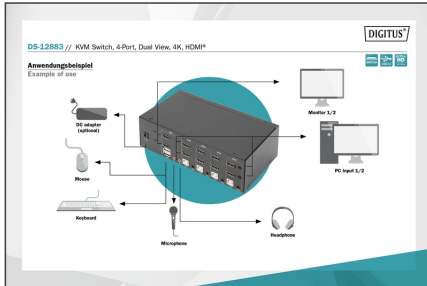 DIGITUS®
DS-12883 // KVM Switch, 4-Port, Dual View, 4K, HDMI®
Anwendungsbeispiel
Example of use
DC adapter
(optional)
Monitor 1/2
Mouse
PC Input 1/2
Keyboard
Microphone
Headphone